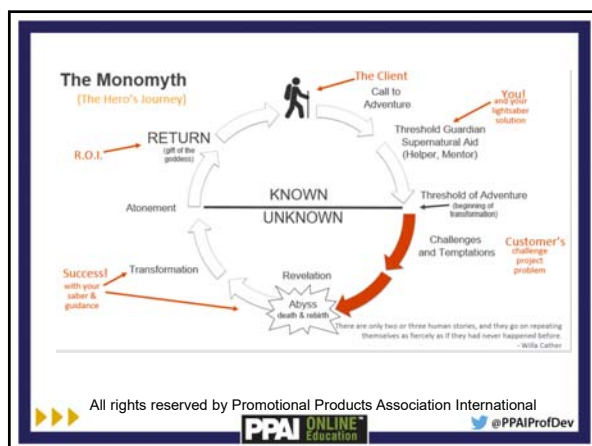 The Monomyth
(The Hero's Journey)
The Client
Call to
Adventure
You!
and your
lightsaber
solution
Threshold Guardian
Supernatural Aid
(Helper, Mentor)
RETURN
(gift of the
goddess)
R.O.I.
KNOWN
UNKNOWN
Atonement
Threshold of Adventure
(beginning of
transformation)
Challenges
and Temptations
Customer's
challenge
project
problem
Revelation
Success!
with your
saber &
guidance
Transformation
Abyss
death & rebirth
There are only two or three human stories, and they go on repeating
themselves as fiercely as if they had never happened before.
- Willa Cather
All rights reserved by Promotional Products Association International
PPAI ONLINE™
Education
@PPAIProfDev